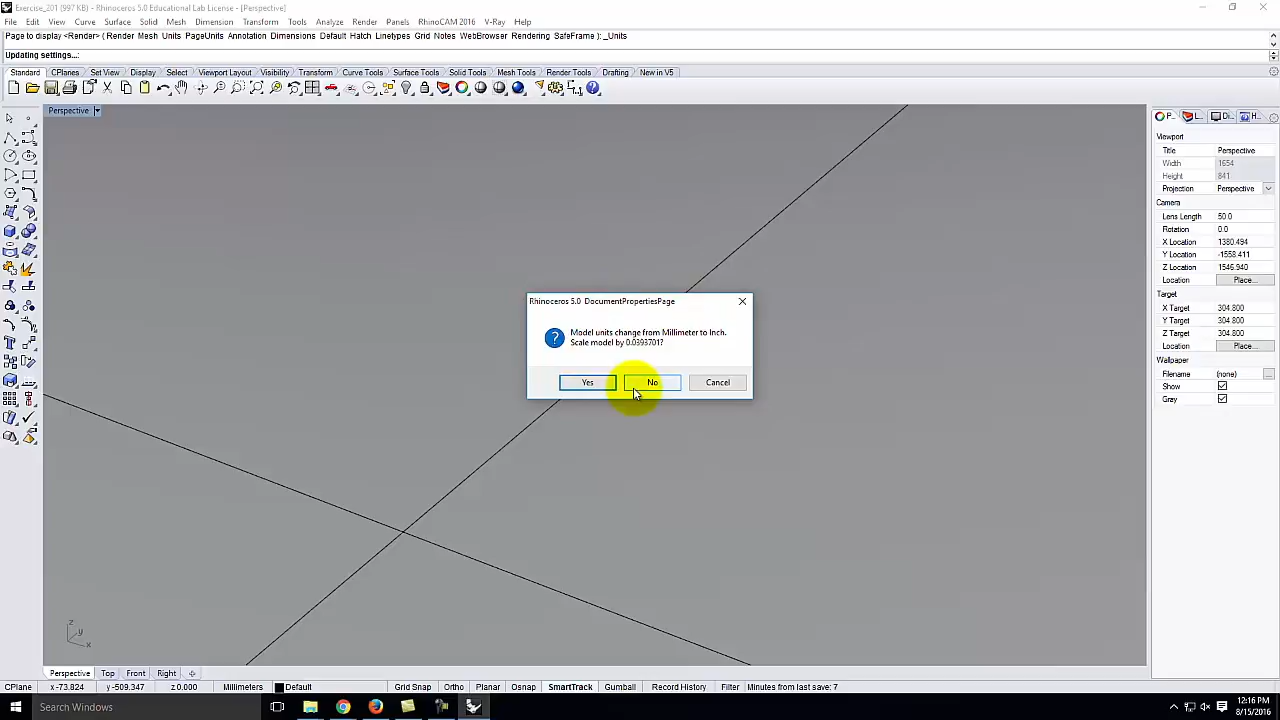 Exercise_201 (997 KB) - Rhinoceros 5.0 Educational Lab License - [Perspective]
File Edit View Curve Surface Solid Mesh Dimension Transform Tools Analyze Render Panels RhinoCAM 2016 V-Ray Help
Page to display <Render> ( Render Mesh Units PageUnits Annotation Dimensions Default Hatch Linetypes Grid Notes WebBrowser Rendering SafeFrame ): _Units
Updating settings...:
Standard CPlanes Set View Display Select Viewport Layout Visibility Transform Curve Tools Surface Tools Solid Tools Mesh Tools Render Tools Drafting New in V5
Perspective
P... L... Di... H...
Viewport
Title Perspective
Width 1654
Height 841
Projection Perspective
Camera
Lens Length 50.0
Rotation 0.0
X Location 1380.494
Y Location -1558.411
Z Location 1546.940
Location Place...
Target
X Target 304.800
Y Target 304.800
Z Target 304.800
Location Place...
Wallpaper
Filename (none) ...
Show
Gray
Rhinoceros 5.0 DocumentPropertiesPage
Model units change from Millimeter to Inch.
Scale model by 0.0393701?
Yes No Cancel
z
y
x
Perspective Top Front Right
CPlane x -73.824 y -509.347 z 0.000 Millimeters Default Grid Snap Ortho Planar Osnap SmartTrack Gumball Record History Filter Minutes from last save: 7
Search Windows
12:16 PM
8/15/2016